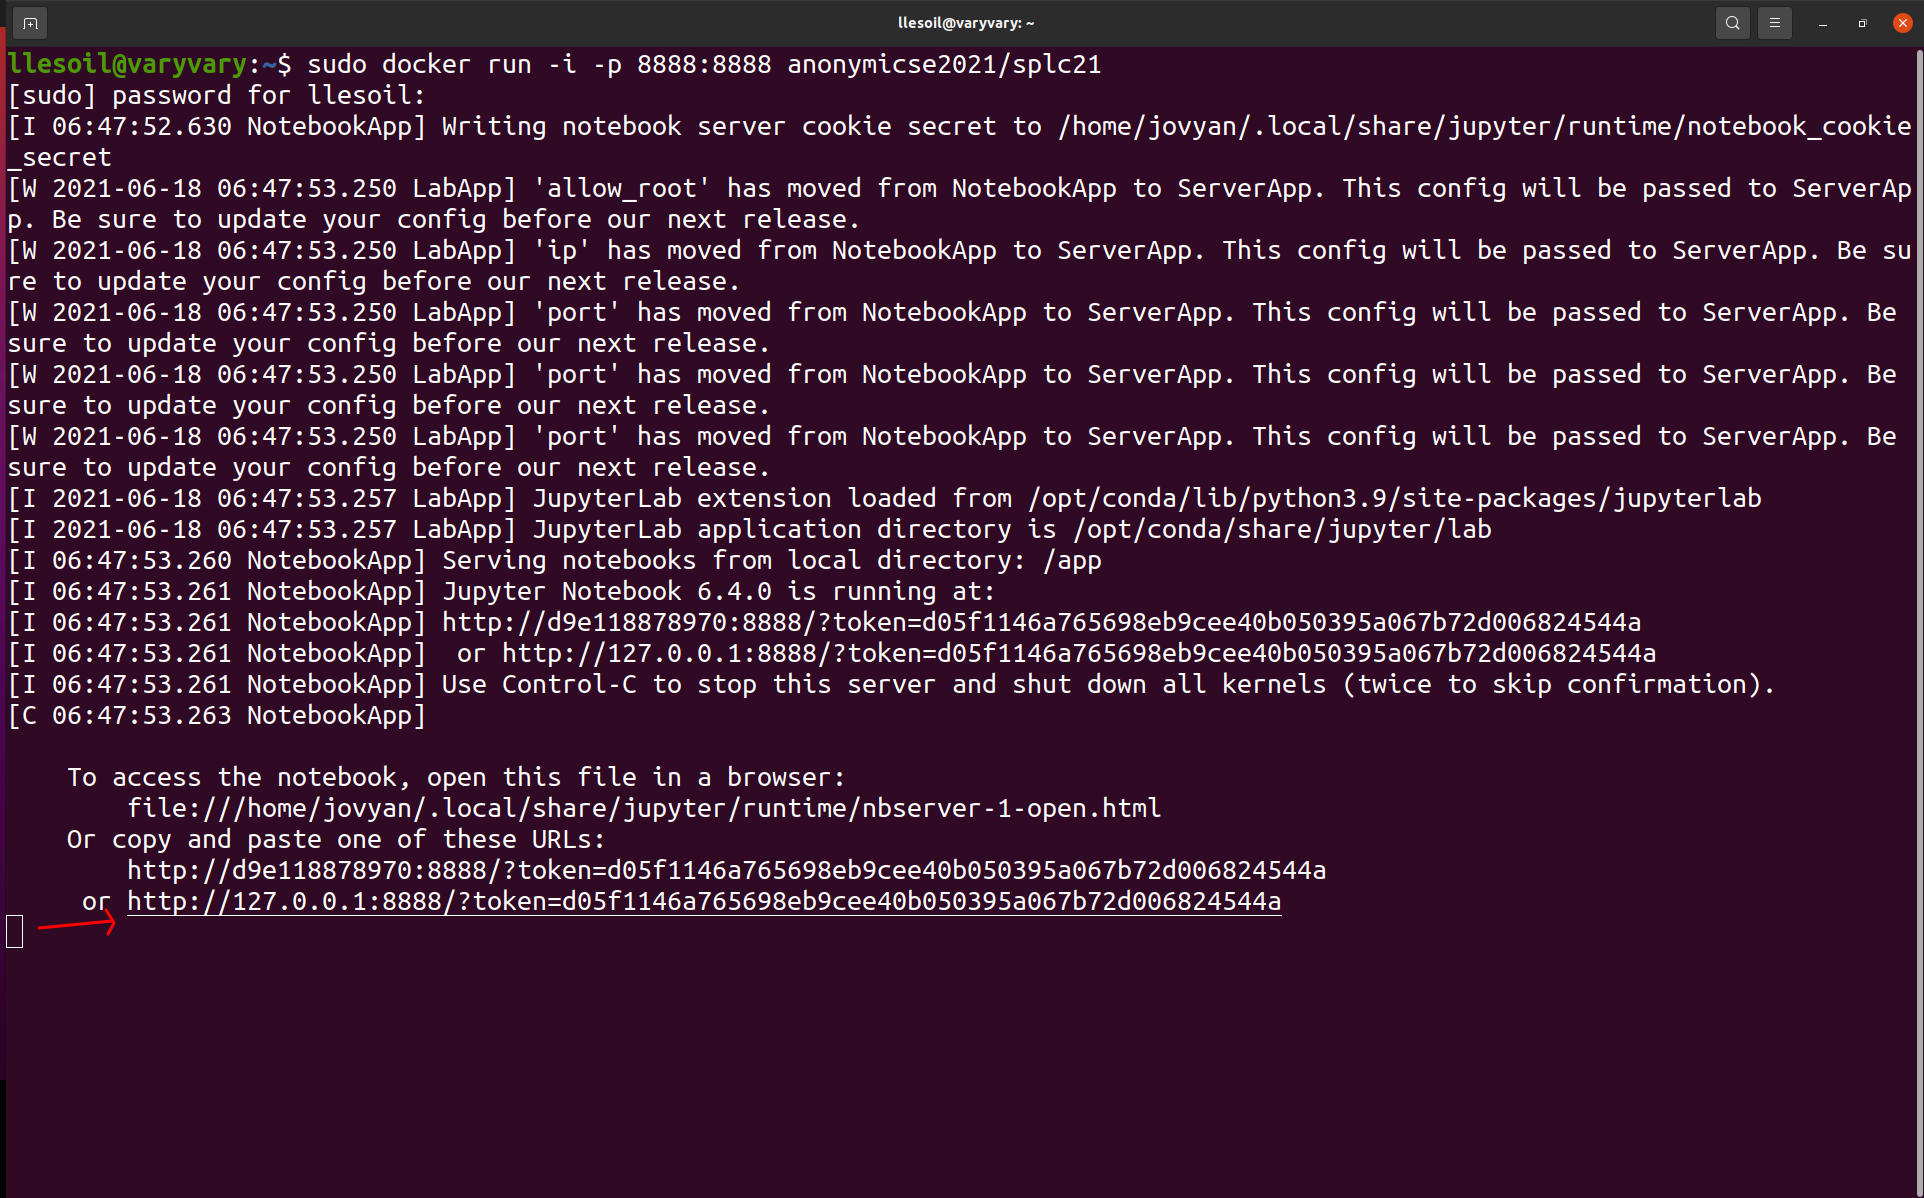 llesoil@varyvary: ~
llesoil@varyvary:~$ sudo docker run -i -p 8888:8888 anonymicse2021/splc21
[sudo] password for llesoil:
[I 06:47:52.630 NotebookApp] Writing notebook server cookie secret to /home/jovyan/.local/share/jupyter/runtime/notebook_cookie
_secret
[W 2021-06-18 06:47:53.250 LabApp] 'allow_root' has moved from NotebookApp to ServerApp. This config will be passed to ServerAp
p. Be sure to update your config before our next release.
[W 2021-06-18 06:47:53.250 LabApp] 'ip' has moved from NotebookApp to ServerApp. This config will be passed to ServerApp. Be su
re to update your config before our next release.
[W 2021-06-18 06:47:53.250 LabApp] 'port' has moved from NotebookApp to ServerApp. This config will be passed to ServerApp. Be
sure to update your config before our next release.
[W 2021-06-18 06:47:53.250 LabApp] 'port' has moved from NotebookApp to ServerApp. This config will be passed to ServerApp. Be
sure to update your config before our next release.
[W 2021-06-18 06:47:53.250 LabApp] 'port' has moved from NotebookApp to ServerApp. This config will be passed to ServerApp. Be
sure to update your config before our next release.
[I 2021-06-18 06:47:53.257 LabApp] JupyterLab extension loaded from /opt/conda/lib/python3.9/site-packages/jupyterlab
[I 2021-06-18 06:47:53.257 LabApp] JupyterLab application directory is /opt/conda/share/jupyter/lab
[I 06:47:53.260 NotebookApp] Serving notebooks from local directory: /app
[I 06:47:53.261 NotebookApp] Jupyter Notebook 6.4.0 is running at:
[I 06:47:53.261 NotebookApp] http://d9e118878970:8888/?token=d05f1146a765698eb9cee40b050395a067b72d006824544a
[I 06:47:53.261 NotebookApp]  or http://127.0.0.1:8888/?token=d05f1146a765698eb9cee40b050395a067b72d006824544a
[I 06:47:53.261 NotebookApp] Use Control-C to stop this server and shut down all kernels (twice to skip confirmation).
[C 06:47:53.263 NotebookApp]
To access the notebook, open this file in a browser:
file:///home/jovyan/.local/share/jupyter/runtime/nbserver-1-open.html
Or copy and paste one of these URLs:
http://d9e118878970:8888/?token=d05f1146a765698eb9cee40b050395a067b72d006824544a
or http://127.0.0.1:8888/?token=d05f1146a765698eb9cee40b050395a067b72d006824544a